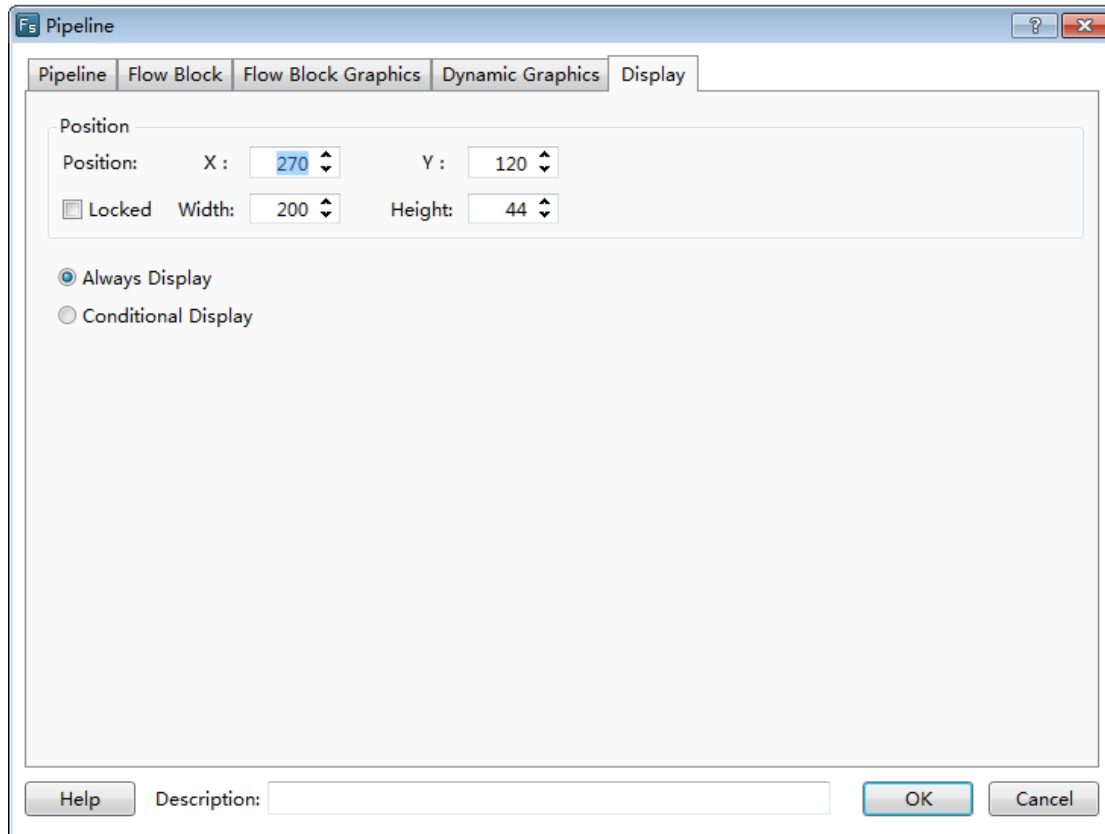 Fs Pipeline
Pipeline Flow Block Flow Block Graphics Dynamic Graphics Display
Position
Position: X : 270 Y : 120
Locked Width: 200 Height: 44
Always Display
Conditional Display
Help Description: OK Cancel